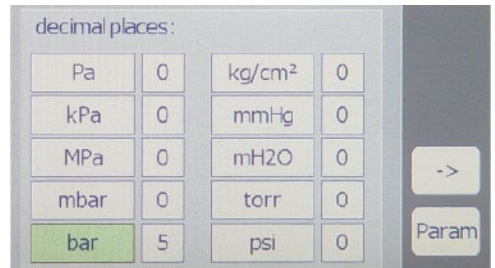 decimal places:
Pa 0 kg/cm² 0
kPa 0 mmHg 0
MPa 0 mH2O 0
->
mbar 0 torr 0
Param
bar 5 psi 0